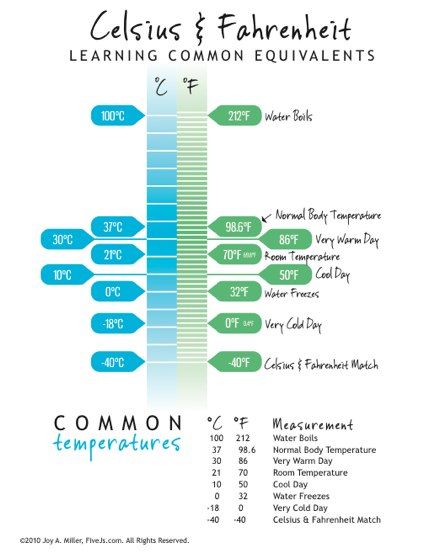 Celsius & Fahrenheit
LEARNING COMMON EQUIVALENTS
°C °F
100°C 212°F Water Boils
Normal Body Temperature
37°C 98.6°F
30°C 86°F Very Warm Day
21°C 70°F Room Temperature
10°C 50°F Cool Day
0°C 32°F Water Freezes
-18°C 0°F Very Cold Day
-40°C -40°F Celsius & Fahrenheit Match
COMMON
temperatures
°C °F Measurement
100 212 Water Boils
37 98.6 Normal Body Temperature
30 86 Very Warm Day
21 70 Room Temperature
10 50 Cool Day
0 32 Water Freezes
-18 0 Very Cold Day
-40 -40 Celsius & Fahrenheit Match
©2010 Joy A. Miller, FiveJs.com. All Rights Reserved.